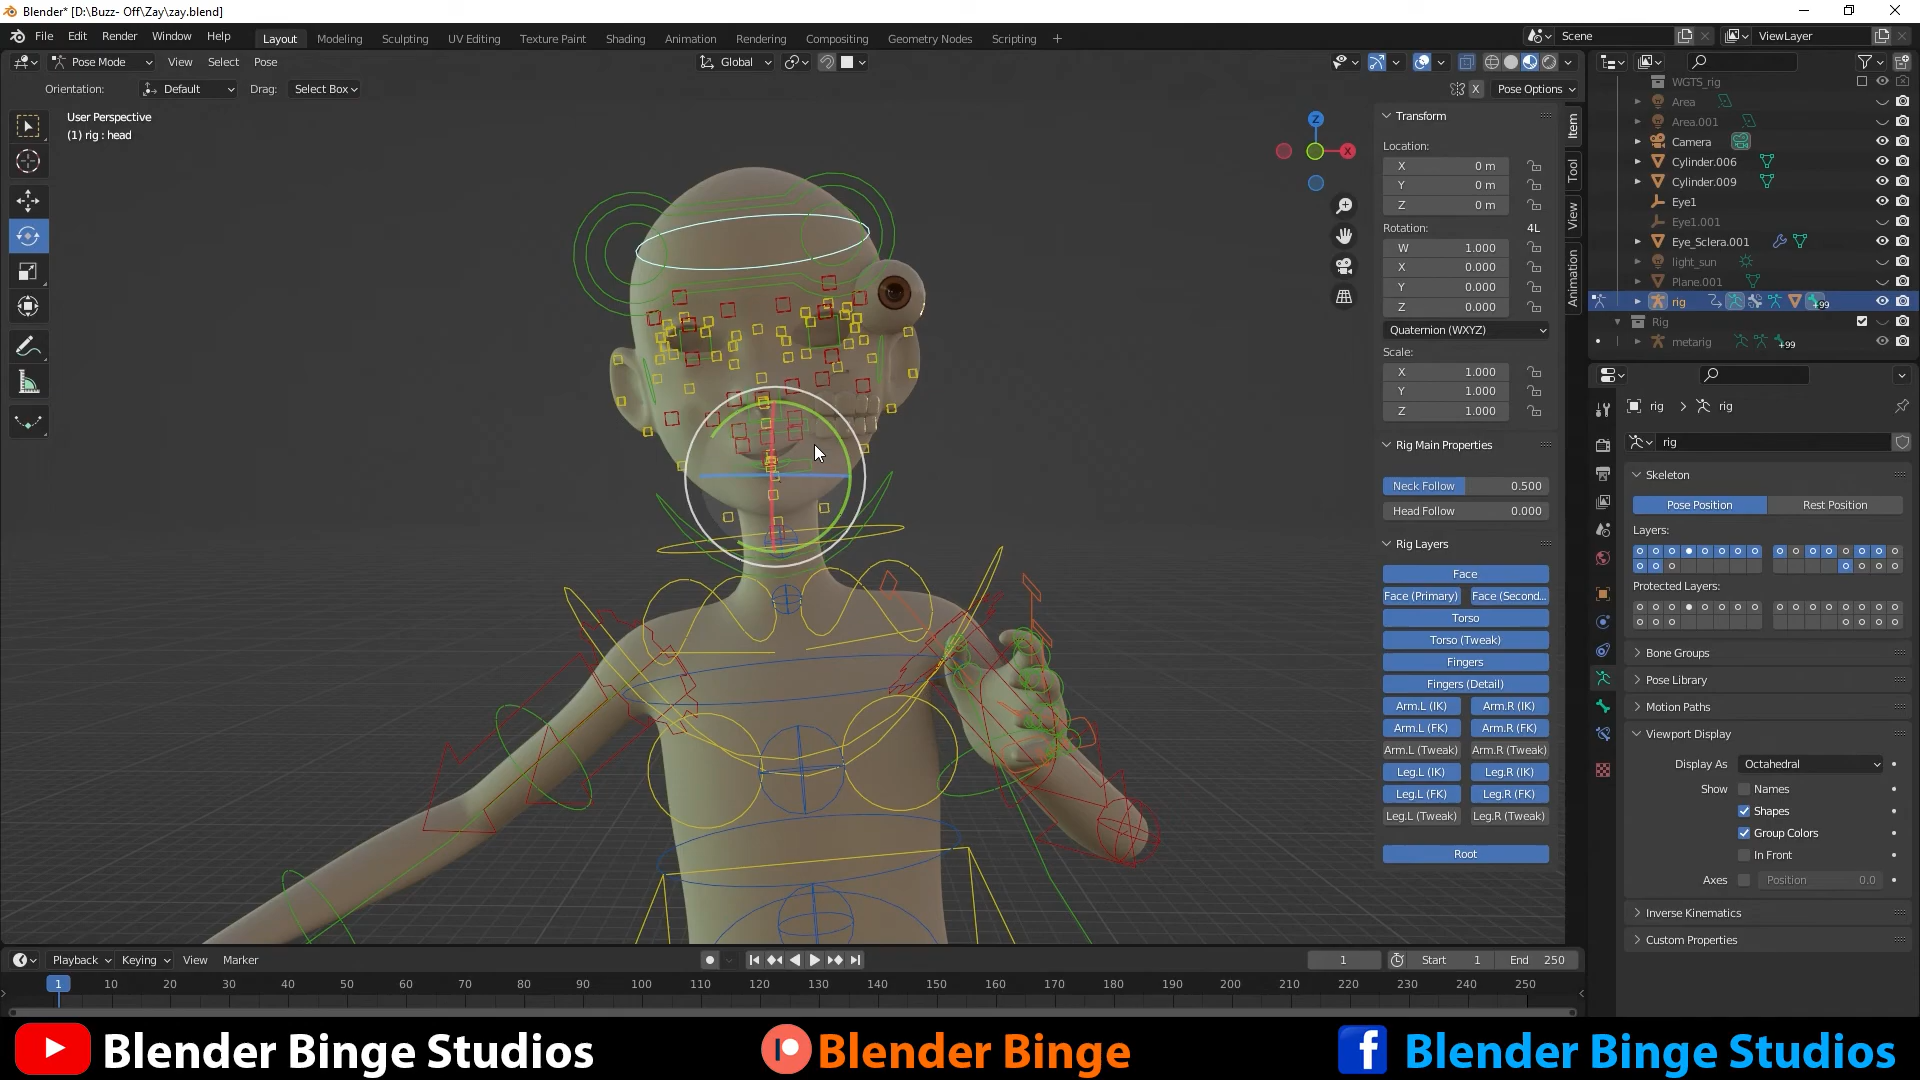 Blender* [D:\Buzz- Off\Zay\zay.blend]
File Edit Render Window Help
Layout Modeling Sculpting UV Editing Texture Paint Shading Animation Rendering Compositing Geometry Nodes Scripting +
Scene ViewLayer
Pose Mode View Select Pose Global
Orientation: Default Drag: Select Box X Pose Options
User Perspective
(1) rig : head
Z
X
Item
Tool
View
Animation
Transform
Location:
X 0 m
Y 0 m
Z 0 m
Rotation: 4L
W 1.000
X 0.000
Y 0.000
Z 0.000
Quaternion (WXYZ)
Scale:
X 1.000
Y 1.000
Z 1.000
Rig Main Properties
Neck Follow 0.500
Head Follow 0.000
Rig Layers
Face
Face (Primary) Face (Second...
Torso
Torso (Tweak)
Fingers
Fingers (Detail)
Arm.L (IK) Arm.R (IK)
Arm.L (FK) Arm.R (FK)
Arm.L (Tweak) Arm.R (Tweak)
Leg.L (IK) Leg.R (IK)
Leg.L (FK) Leg.R (FK)
Leg.L (Tweak) Leg.R (Tweak)
Root
WGTS_rig
Area
Area.001
Camera
Cylinder.006
Cylinder.009
Eye1
Eye1.001
Eye_Sclera.001
light_sun
Plane.001
rig +99
Rig
metarig +99
rig rig
rig
Skeleton
Pose Position Rest Position
Layers:
Protected Layers:
Bone Groups
Pose Library
Motion Paths
Viewport Display
Display As Octahedral
Show Names
Shapes
Group Colors
In Front
Axes Position 0.0
Inverse Kinematics
Custom Properties
Playback Keying View Marker 1 Start 1 End 250
1 10 20 30 40 50 60 70 80 90 100 110 120 130 140 150 160 170 180 190 200 210 220 230 240 250
Blender Binge Studios Blender Binge Blender Binge Studios